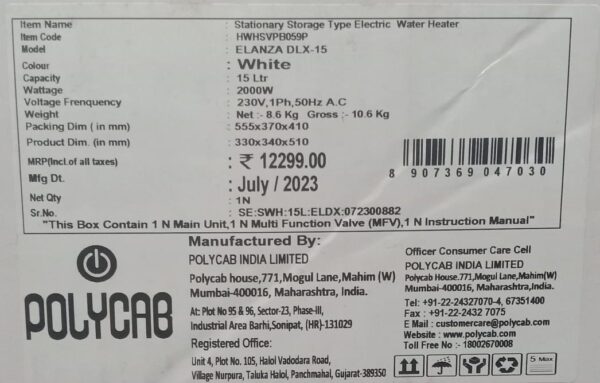 Item Name : Stationary Storage Type Electric Water Heater
Item Code : HWHSVPB059P
Model : ELANZA DLX-15
Colour : White
Capacity : 15 Ltr
Wattage : 2000W
Voltage Frenquency : 230V,1Ph,50Hz A.C
Weight : Net :- 8.6 Kg Gross :- 10.6 Kg
Packing Dim ( in mm) : 555x370x410
Product Dim. (in mm) : 330x340x510
MRP(Incl.of all taxes) : ₹ 12299.00
Mfg Dt. : July / 2023
Net Qty : 1N
Sr.No. : SE:SWH:15L:ELDX:072300882
8 907369 047030
"This Box Contain 1 N Main Unit,1 N Multi Function Valve (MFV),1 N Instruction Manual"
POLYCAB
Manufactured By:
POLYCAB INDIA LIMITED
Polycab house,771,Mogul Lane,Mahim (W)
Mumbai-400016, Maharashtra, India.
At: Plot No 95 & 96, Sector-23, Phase-III,
Industrial Area Barhi,Sonipat, (HR)-131029
Registered Office:
Unit 4, Plot No. 105, Halol Vadodara Road,
Village Nurpura, Taluka Halol, Panchmahal, Gujarat-389350
Officer Consumer Care Cell
POLYCAB INDIA LIMITED
Polycab House,771,Mogul Lane,Mahim(W)
Mumbai-400016, Maharashtra, India.
Tel: +91-22-24327070-4, 67351400
Fax : +91-22-2432 7075
E Mail : customercare@polycab.com
Website : www.polycab.com
Toll Free No : 18002670008
5 Max